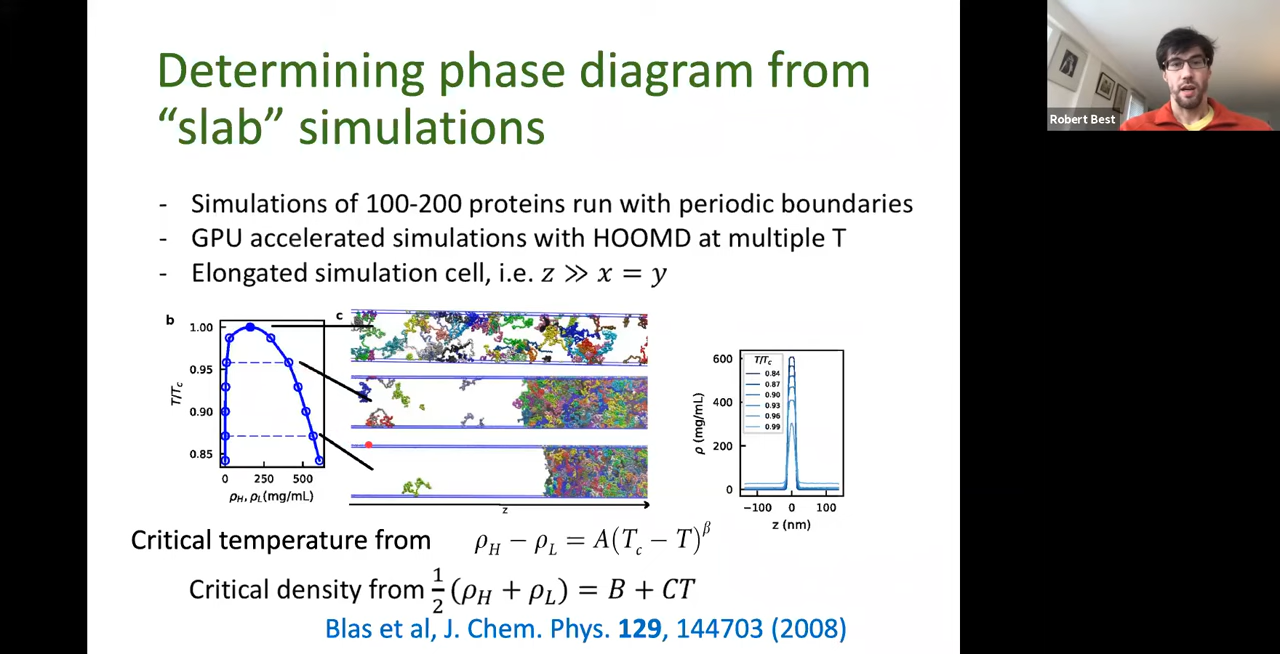 Determining phase diagram from
“slab” simulations
- Simulations of 100-200 proteins run with periodic boundaries
- GPU accelerated simulations with HOOMD at multiple T
- Elongated simulation cell, i.e. z ≫ x = y
b
1.00
0.95
0.90
0.85
T/Tc
0 250 500
ρH, ρL(mg/mL)
c
z
600
400
200
0
ρ (mg/mL)
T/Tc
0.84
0.87
0.90
0.93
0.96
0.99
−100 0 100
z (nm)
Critical temperature from ρH − ρL = A(Tc − T)^β
Critical density from 1/2 (ρH + ρL) = B + CT
Blas et al, J. Chem. Phys. 129, 144703 (2008)
Robert Best